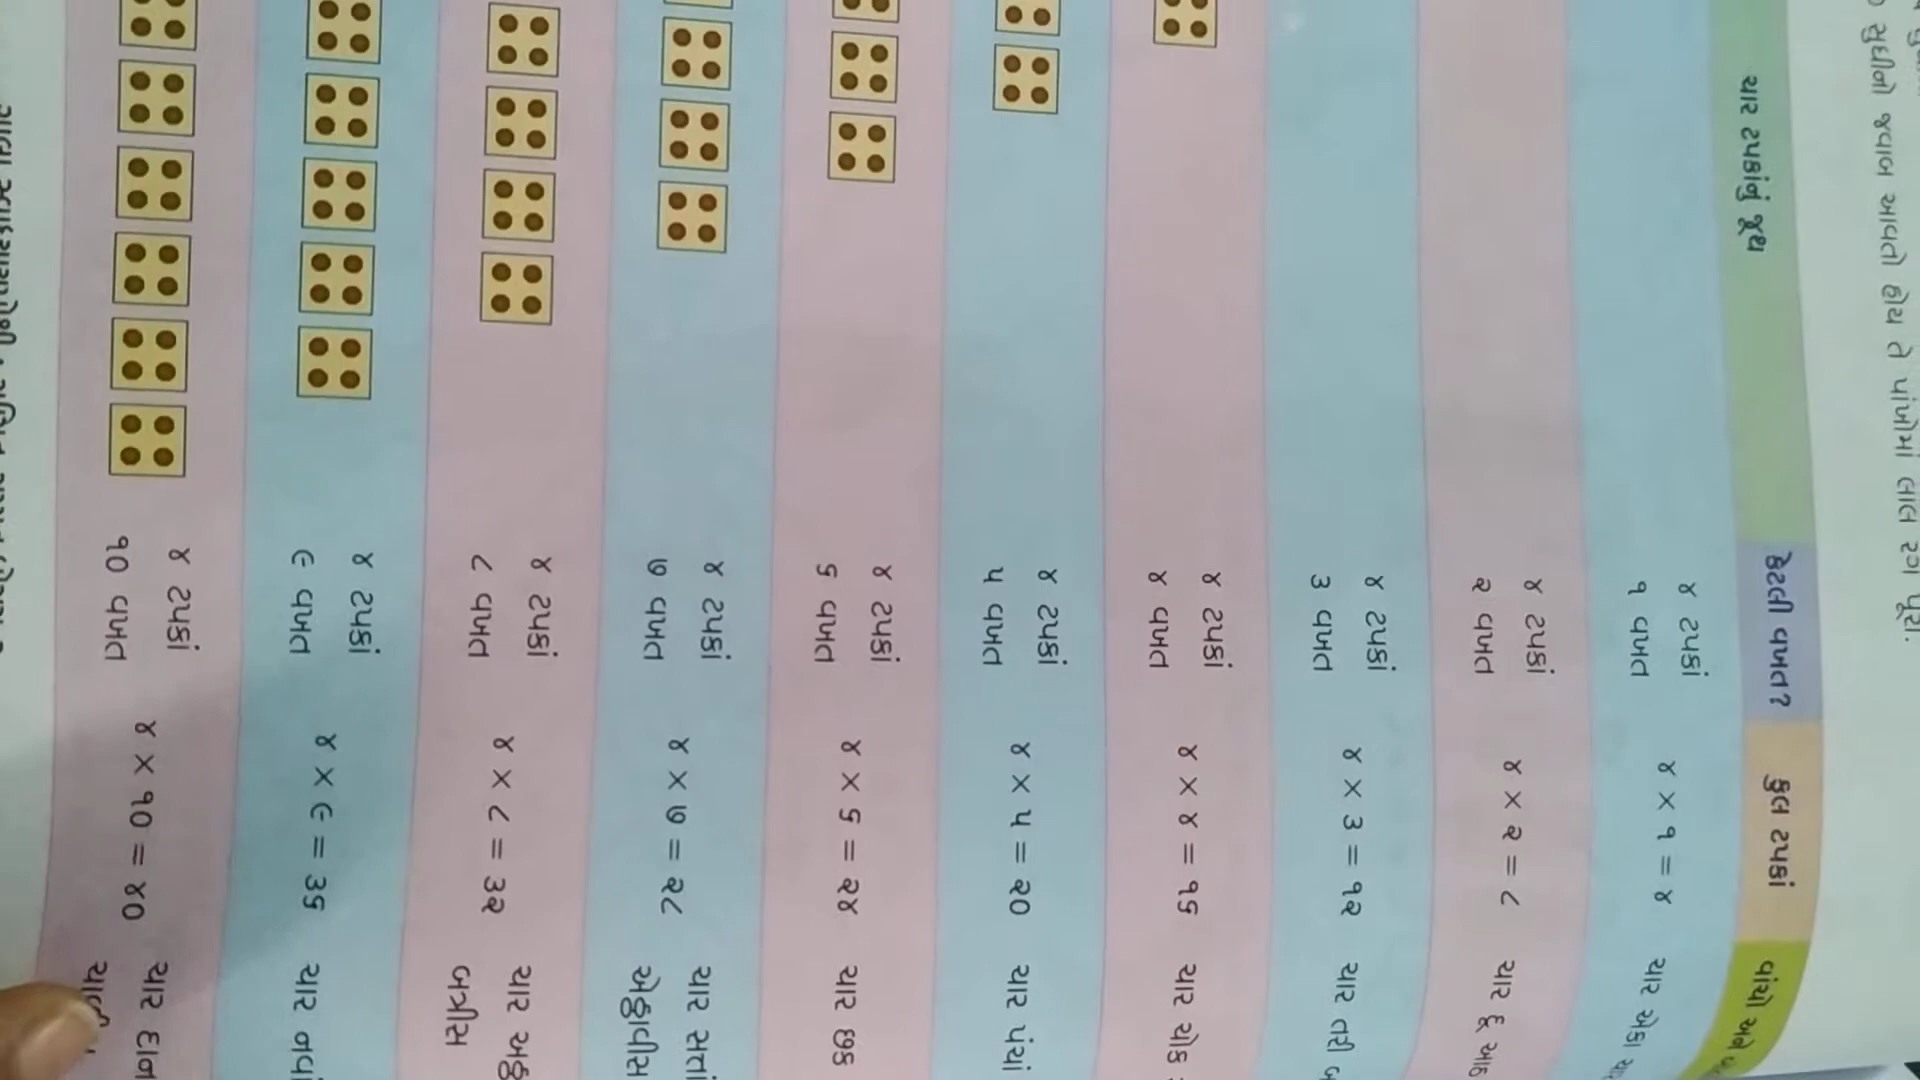 સુધીનો જવાબ આવતો હોય તે પાંખોમાં લાલ રંગ પૂરો.
ચાર ટપકાંનું જૂથ કેટલી વખત? કુલ ટપકાં વાંચો અને
૪ ટપકાં
૧ વખત
૪ × ૧ = ૪
ચાર એકા
૪ ટપકાં
૨ વખત
૪ × ૨ = ૮
ચાર દૂ આઠ
૪ ટપકાં
૩ વખત
૪ × ૩ = ૧૨
ચાર તરી
૪ ટપકાં
૪ વખત
૪ × ૪ = ૧૬
ચાર ચોક
૪ ટપકાં
૫ વખત
૪ × ૫ = ૨૦
ચાર પંચા
૪ ટપકાં
૬ વખત
૪ × ૬ = ૨૪
ચાર છક
૪ ટપકાં
૭ વખત
૪ × ૭ = ૨૮
ચાર સતાં
અઠ્ઠાવીસ
૪ ટપકાં
૮ વખત
૪ × ૮ = ૩૨
ચાર અઠ્ઠ
બત્રીસ
૪ ટપકાં
૯ વખત
૪ × ૯ = ૩૬
ચાર નવાં
૪ ટપકાં
૧૦ વખત
૪ × ૧૦ = ૪૦
ચાર દાન